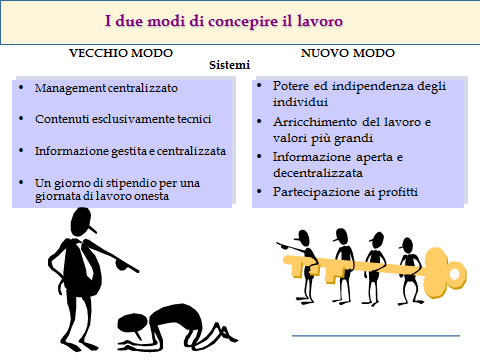 I due modi di concepire il lavoro
VECCHIO MODO
NUOVO MODO
Sistemi
• Management centralizzato
• Contenuti esclusivamente tecnici
• Informazione gestita e centralizzata
• Un giorno di stipendio per una
giornata di lavoro onesta
• Potere ed indipendenza degli
individui
• Arricchimento del lavoro e
valori più grandi
• Informazione aperta e
decentralizzata
• Partecipazione ai profitti